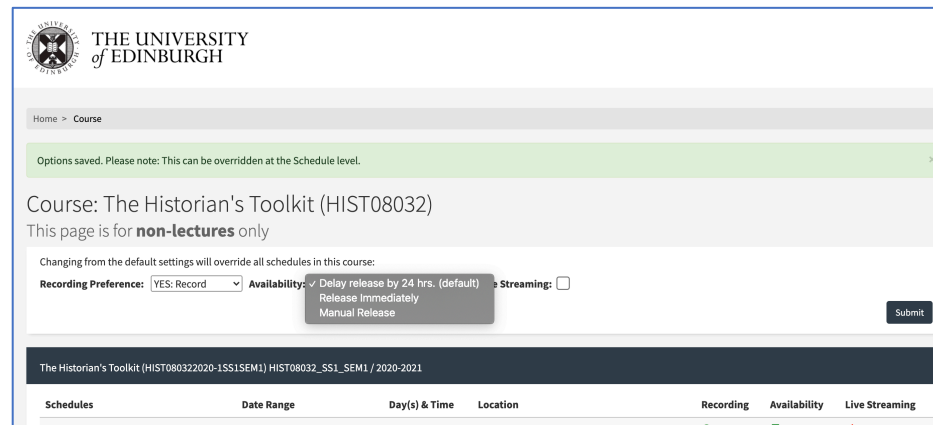 THE UNIVERSITY
of EDINBURGH
Home > Course
Options saved. Please note: This can be overridden at the Schedule level.
Course: The Historian's Toolkit (HIST08032)
This page is for non-lectures only
Changing from the default settings will override all schedules in this course:
Recording Preference: YES: Record Availability: ✓ Delay release by 24 hrs. (default) Streaming:
Release Immediately
Manual Release
Submit
The Historian's Toolkit (HIST080322020-1SS1SEM1) HIST08032_SS1_SEM1 / 2020-2021
Schedules Date Range Day(s) & Time Location Recording Availability Live Streaming